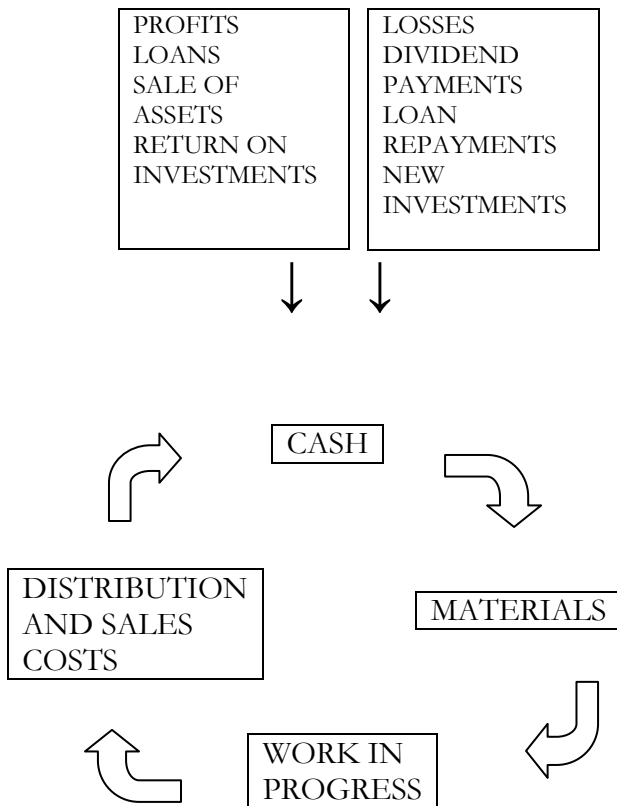 PROFITS
LOANS
SALE OF
ASSETS
RETURN ON
INVESTMENTS
LOSSES
DIVIDEND
PAYMENTS
LOAN
REPAYMENTS
NEW
INVESTMENTS
CASH
MATERIALS
WORK IN
PROGRESS
DISTRIBUTION
AND SALES
COSTS